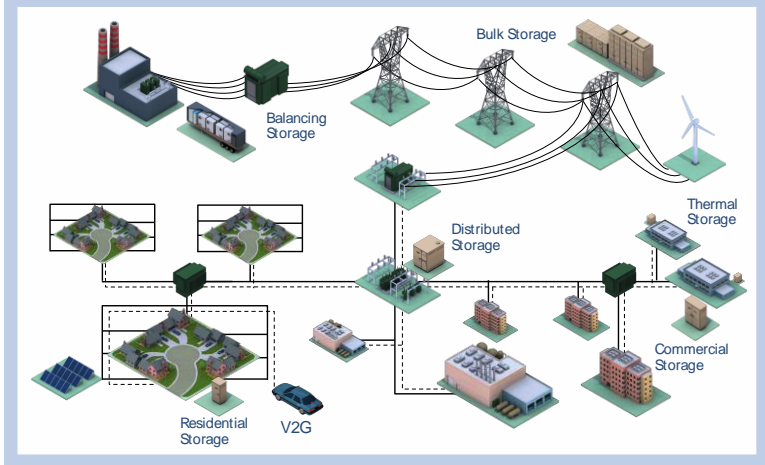 Bulk Storage
Balancing
Storage
Thermal
Storage
Distributed
Storage
Commercial
Storage
Residential
Storage
V2G